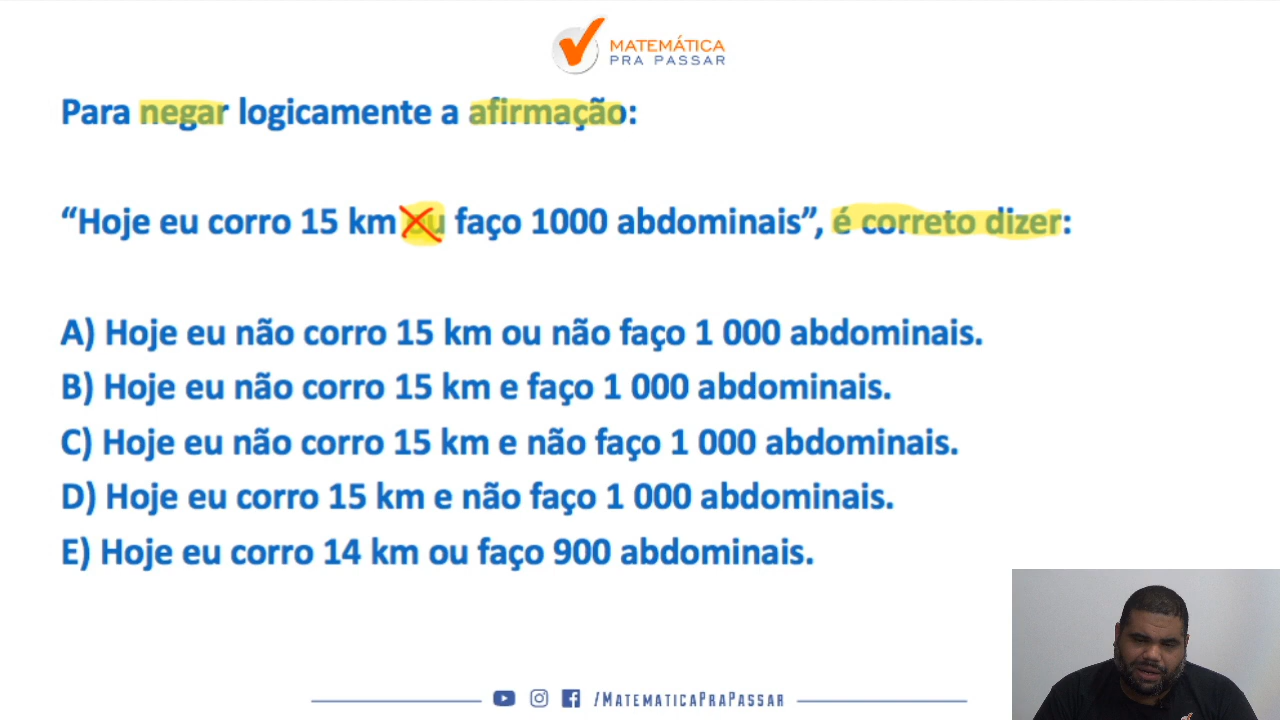 MATEMÁTICA
PRA PASSAR
Para negar logicamente a afirmação:
“Hoje eu corro 15 km ou faço 1000 abdominais”, é correto dizer:
A) Hoje eu não corro 15 km ou não faço 1 000 abdominais.
B) Hoje eu não corro 15 km e faço 1 000 abdominais.
C) Hoje eu não corro 15 km e não faço 1 000 abdominais.
D) Hoje eu corro 15 km e não faço 1 000 abdominais.
E) Hoje eu corro 14 km ou faço 900 abdominais.
/MATEMATICAPRAPASSAR